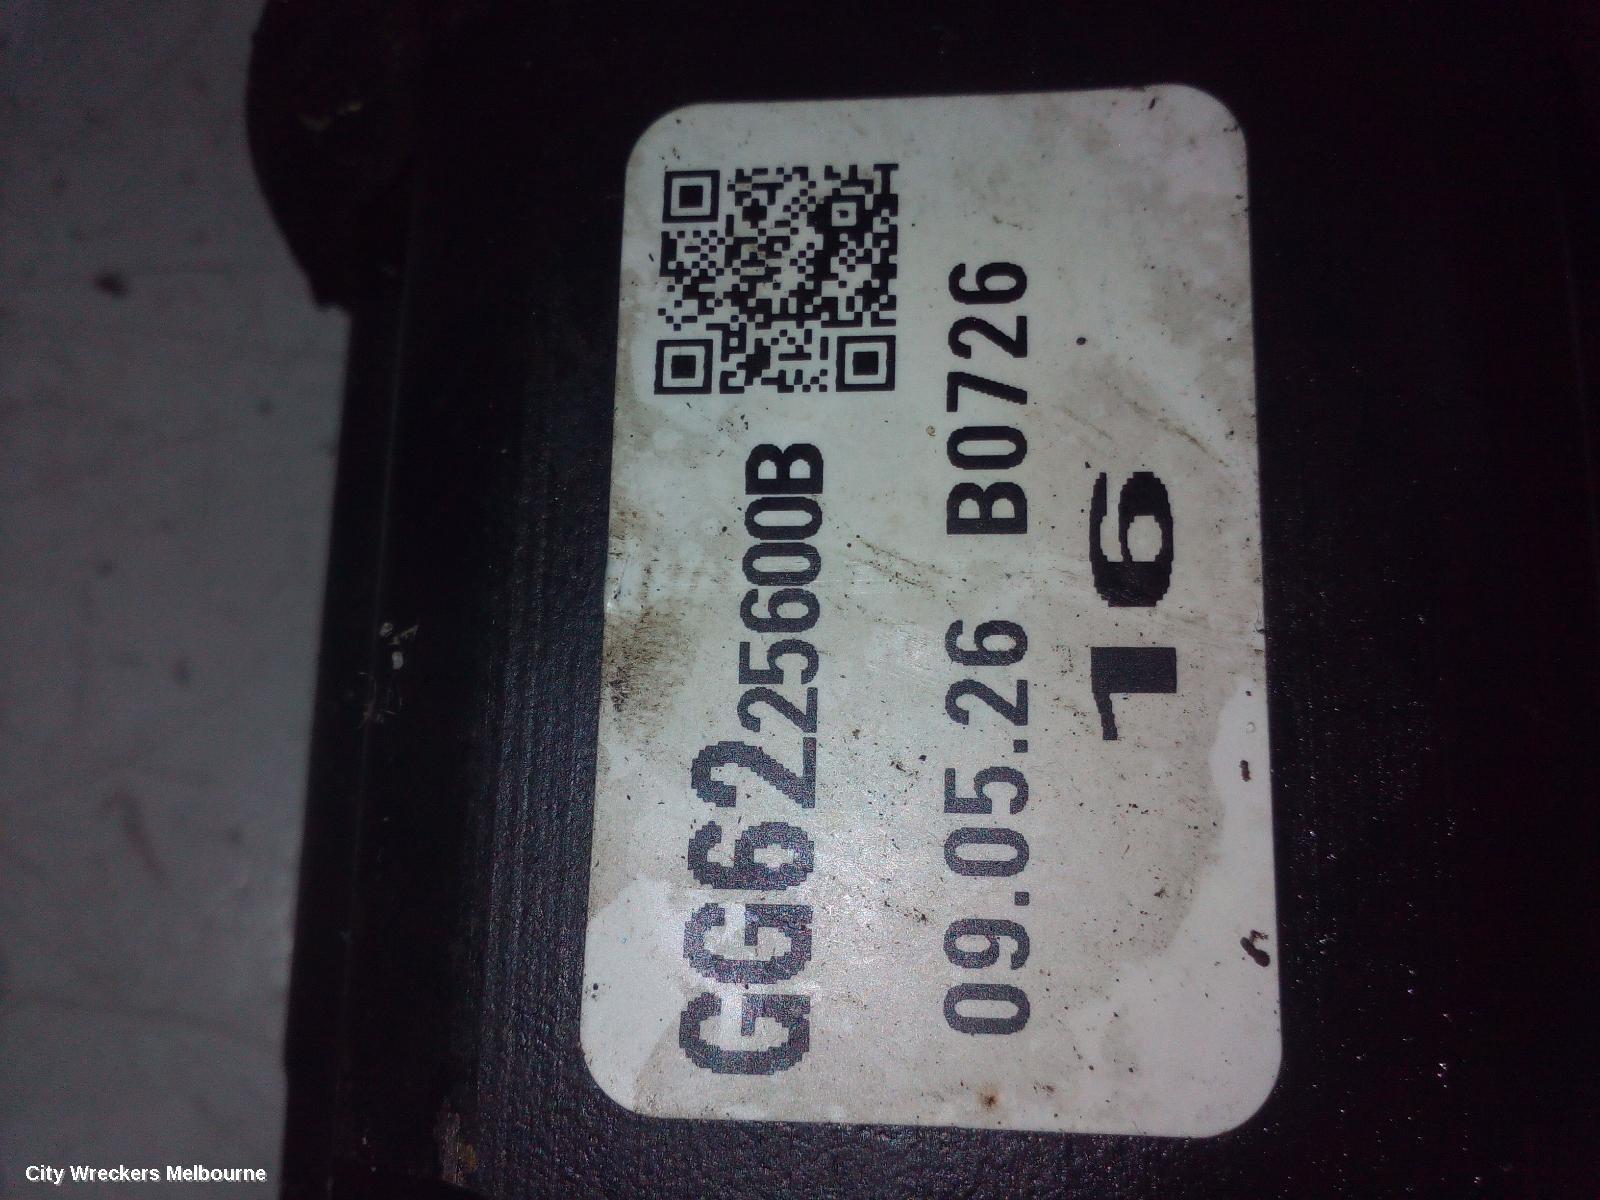 GG62 25600B
09.05.26 B0726
16
City Wreckers Melbourne